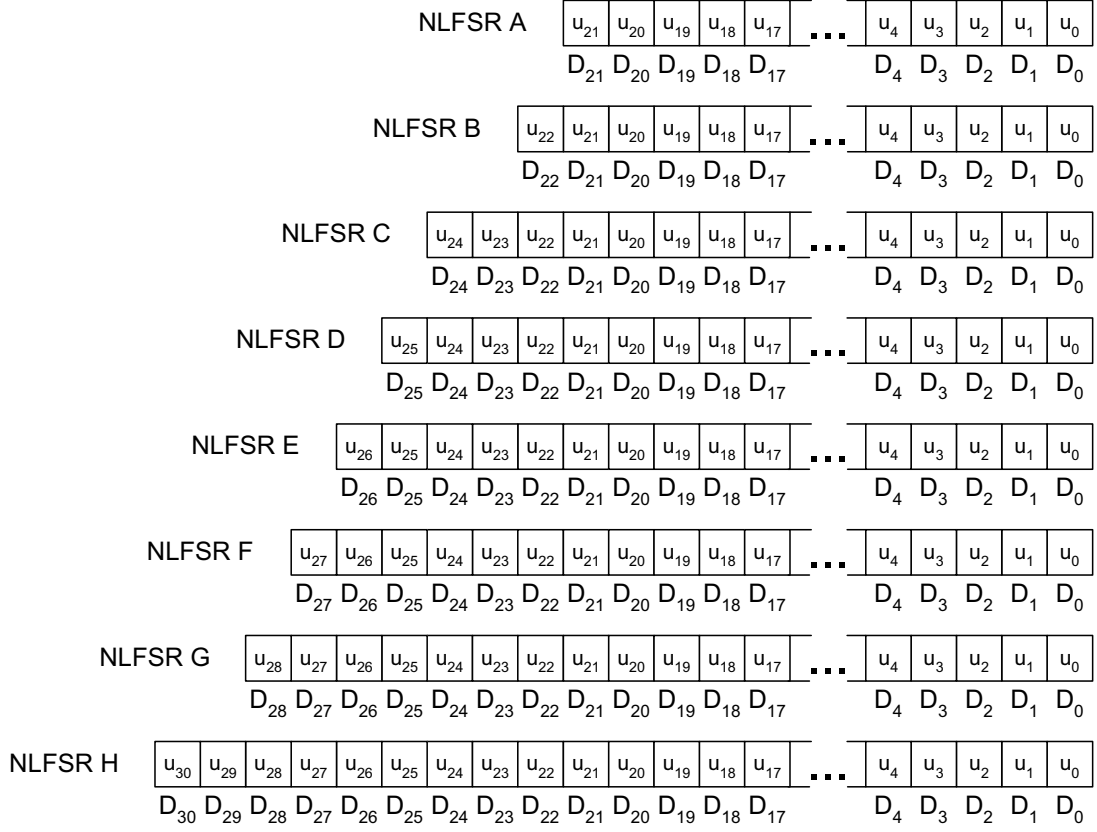 NLFSR A u₂₁ u₂₀ u₁₉ u₁₈ u₁₇ ... u₄ u₃ u₂ u₁ u₀
D₂₁ D₂₀ D₁₉ D₁₈ D₁₇ D₄ D₃ D₂ D₁ D₀
NLFSR B u₂₂ u₂₁ u₂₀ u₁₉ u₁₈ u₁₇ ... u₄ u₃ u₂ u₁ u₀
D₂₂ D₂₁ D₂₀ D₁₉ D₁₈ D₁₇ D₄ D₃ D₂ D₁ D₀
NLFSR C u₂₄ u₂₃ u₂₂ u₂₁ u₂₀ u₁₉ u₁₈ u₁₇ ... u₄ u₃ u₂ u₁ u₀
D₂₄ D₂₃ D₂₂ D₂₁ D₂₀ D₁₉ D₁₈ D₁₇ D₄ D₃ D₂ D₁ D₀
NLFSR D u₂₅ u₂₄ u₂₃ u₂₂ u₂₁ u₂₀ u₁₉ u₁₈ u₁₇ ... u₄ u₃ u₂ u₁ u₀
D₂₅ D₂₄ D₂₃ D₂₂ D₂₁ D₂₀ D₁₉ D₁₈ D₁₇ D₄ D₃ D₂ D₁ D₀
NLFSR E u₂₆ u₂₅ u₂₄ u₂₃ u₂₂ u₂₁ u₂₀ u₁₉ u₁₈ u₁₇ ... u₄ u₃ u₂ u₁ u₀
D₂₆ D₂₅ D₂₄ D₂₃ D₂₂ D₂₁ D₂₀ D₁₉ D₁₈ D₁₇ D₄ D₃ D₂ D₁ D₀
NLFSR F u₂₇ u₂₆ u₂₅ u₂₄ u₂₃ u₂₂ u₂₁ u₂₀ u₁₉ u₁₈ u₁₇ ... u₄ u₃ u₂ u₁ u₀
D₂₇ D₂₆ D₂₅ D₂₄ D₂₃ D₂₂ D₂₁ D₂₀ D₁₉ D₁₈ D₁₇ D₄ D₃ D₂ D₁ D₀
NLFSR G u₂₈ u₂₇ u₂₆ u₂₅ u₂₄ u₂₃ u₂₂ u₂₁ u₂₀ u₁₉ u₁₈ u₁₇ ... u₄ u₃ u₂ u₁ u₀
D₂₈ D₂₇ D₂₆ D₂₅ D₂₄ D₂₃ D₂₂ D₂₁ D₂₀ D₁₉ D₁₈ D₁₇ D₄ D₃ D₂ D₁ D₀
NLFSR H u₃₀ u₂₉ u₂₈ u₂₇ u₂₆ u₂₅ u₂₄ u₂₃ u₂₂ u₂₁ u₂₀ u₁₉ u₁₈ u₁₇ ... u₄ u₃ u₂ u₁ u₀
D₃₀ D₂₉ D₂₈ D₂₇ D₂₆ D₂₅ D₂₄ D₂₃ D₂₂ D₂₁ D₂₀ D₁₉ D₁₈ D₁₇ D₄ D₃ D₂ D₁ D₀